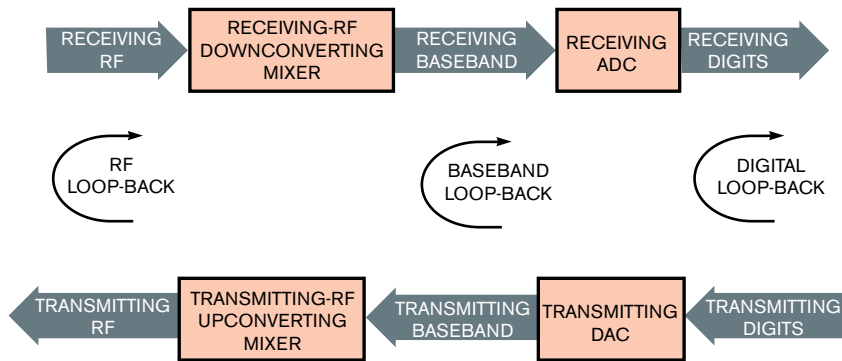 RECEIVING
RF
RECEIVING-RF
DOWNCONVERTING
MIXER
RECEIVING
BASEBAND
RECEIVING
ADC
RECEIVING
DIGITS
RF
LOOP-BACK
BASEBAND
LOOP-BACK
DIGITAL
LOOP-BACK
TRANSMITTING
RF
TRANSMITTING-RF
UPCONVERTING
MIXER
TRANSMITTING
BASEBAND
TRANSMITTING
DAC
TRANSMITTING
DIGITS